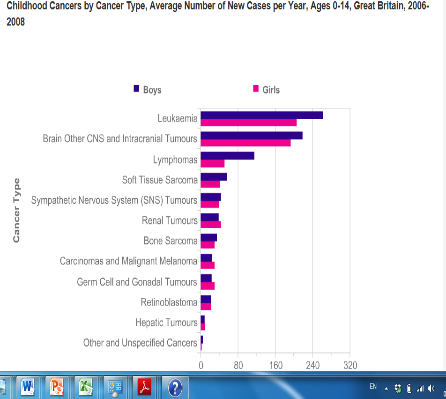 Childhood Cancers by Cancer Type, Average Number of New Cases per Year, Ages 0-14, Great Britain, 2006-
2008
Boys
Girls
Cancer Type
Leukaemia
Brain Other CNS and Intracranial Tumours
Lymphomas
Soft Tissue Sarcoma
Sympathetic Nervous System (SNS) Tumours
Renal Tumours
Bone Sarcoma
Carcinomas and Malignant Melanoma
Germ Cell and Gonadal Tumours
Retinoblastoma
Hepatic Tumours
Other and Unspecified Cancers
0 80 160 240 320
EN